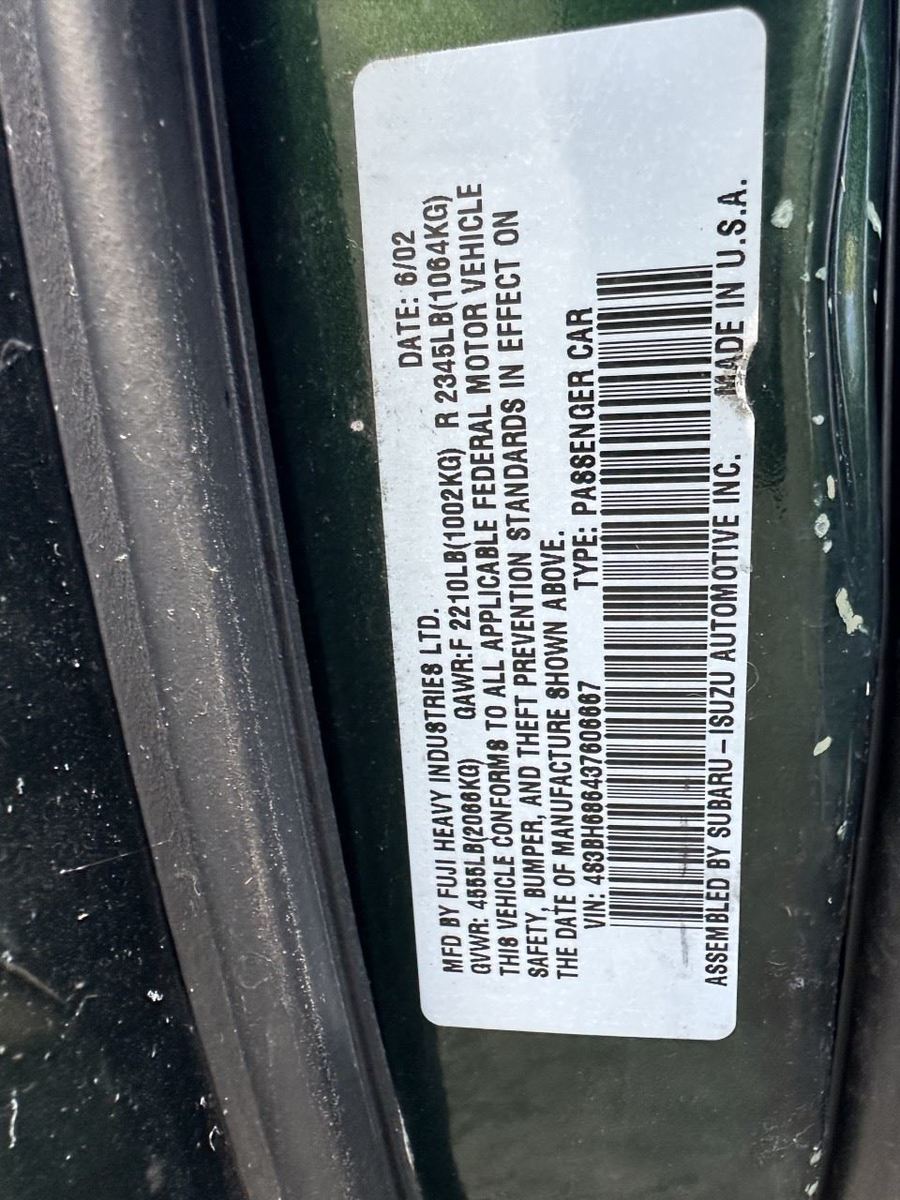 MFD BY FUJI HEAVY INDUSTRIES LTD. DATE: 6/02
GVWR: 4555LB(2066KG) GAWR:F 2210LB(1002KG) R 2345LB(1064KG)
THIS VEHICLE CONFORMS TO ALL APPLICABLE FEDERAL MOTOR VEHICLE
SAFETY, BUMPER, AND THEFT PREVENTION STANDARDS IN EFFECT ON
THE DATE OF MANUFACTURE SHOWN ABOVE.
VIN: 4S3BH686437606667 TYPE: PASSENGER CAR
ASSEMBLED BY SUBARU-ISUZU AUTOMOTIVE INC. MADE IN U.S.A.